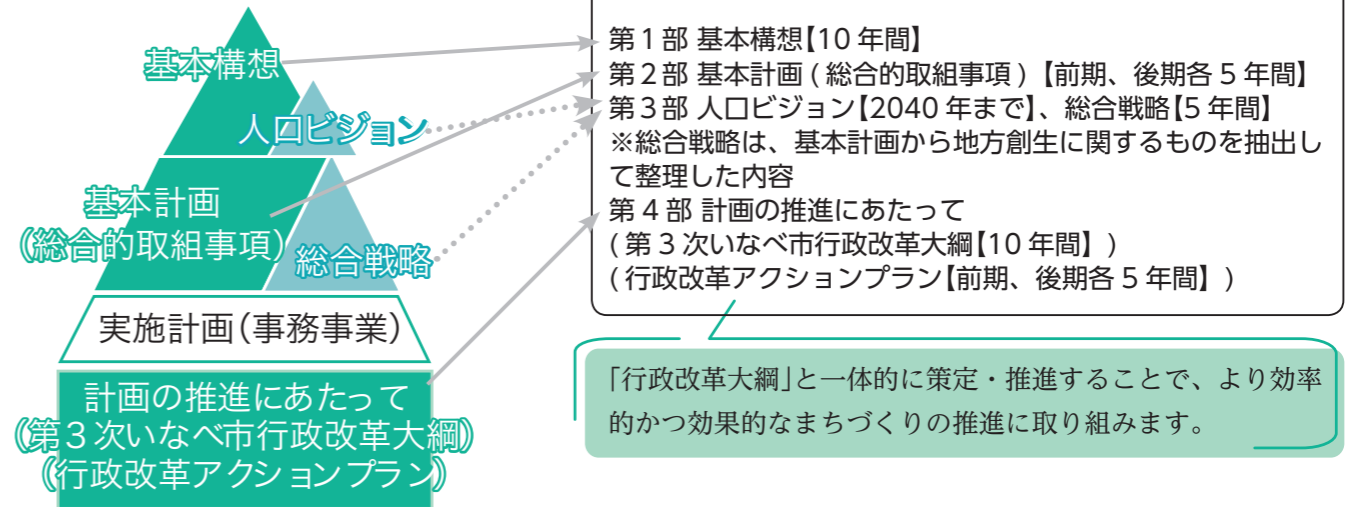 基本構想
人口ビジョン
基本計画
(総合的取組事項)
総合戦略
実施計画(事務事業)
計画の推進にあたって
(第3次いなべ市行政改革大綱)
(行政改革アクションプラン)
第1部 基本構想【10年間】
第2部 基本計画(総合的取組事項)【前期、後期各5年間】
第3部 人口ビジョン【2040年まで】、総合戦略【5年間】
※総合戦略は、基本計画から地方創生に関するものを抽出し
て整理した内容
第4部 計画の推進にあたって
(第3次いなべ市行政改革大綱【10年間】)
(行政改革アクションプラン【前期、後期各5年間】)
「行政改革大綱」と一体的に策定・推進することで、より効率
的かつ効果的なまちづくりの推進に取り組みます。